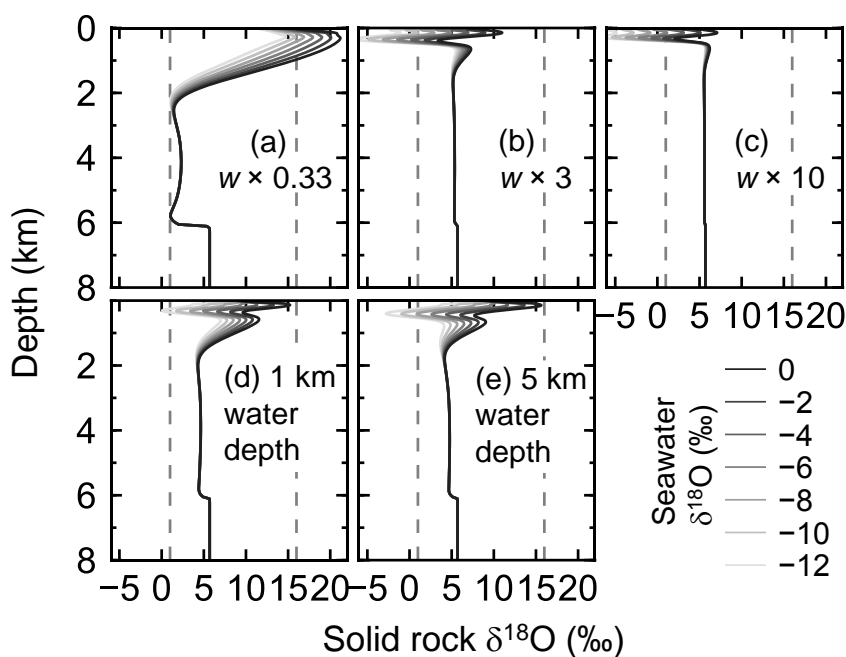 0
2
4
6
8
(a)
w × 0.33
(b)
w × 3
(c)
w × 10
−5 0 5 10 15 20
0
2
4
6
8
(d) 1 km
water
depth
(e) 5 km
water
depth
−5 0 5 10 15 20
−5 0 5 10 15 20
Depth (km)
Solid rock δ18O (‰)
Seawater
δ18O (‰)
0
−2
−4
−6
−8
−10
−12